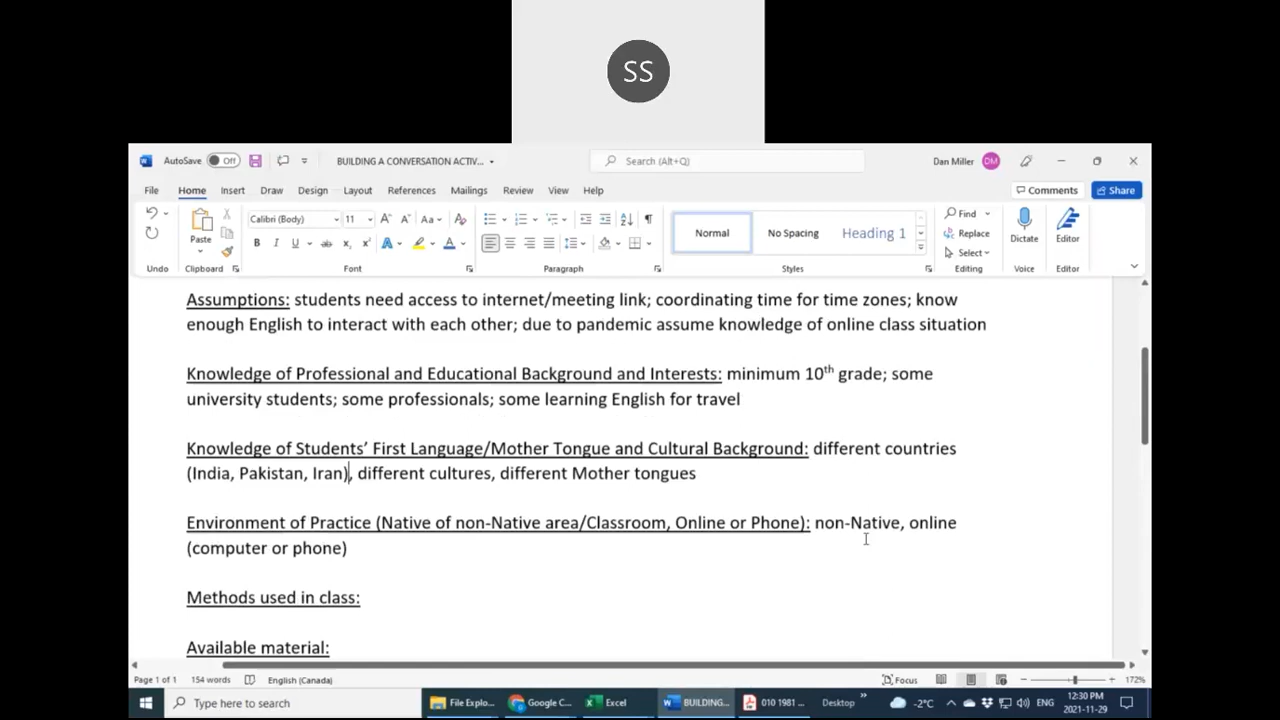 SS
AutoSave Off BUILDING A CONVERSATION ACTIV... Search (Alt+Q) Dan Miller DM
File Home Insert Draw Design Layout References Mailings Review View Help Comments Share
Calibri (Body) 11 A A Aa Normal No Spacing Heading 1 Find
Paste Replace Dictate Editor
B I U ab x₂ x² A A Select
Undo Clipboard Font Paragraph Styles Editing Voice Editor
Assumptions: students need access to internet/meeting link; coordinating time for time zones; know
enough English to interact with each other; due to pandemic assume knowledge of online class situation
Knowledge of Professional and Educational Background and Interests: minimum 10th grade; some
university students; some professionals; some learning English for travel
Knowledge of Students’ First Language/Mother Tongue and Cultural Background: different countries
(India, Pakistan, Iran), different cultures, different Mother tongues
Environment of Practice (Native of non-Native area/Classroom, Online or Phone): non-Native, online
(computer or phone)
Methods used in class:
Available material:
Page 1 of 1 154 words English (Canada) Focus 172%
Type here to search File Explo... Google C... Excel BUILDING... 010 1981 ... Desktop -2°C ENG 12:30 PM
2021-11-29